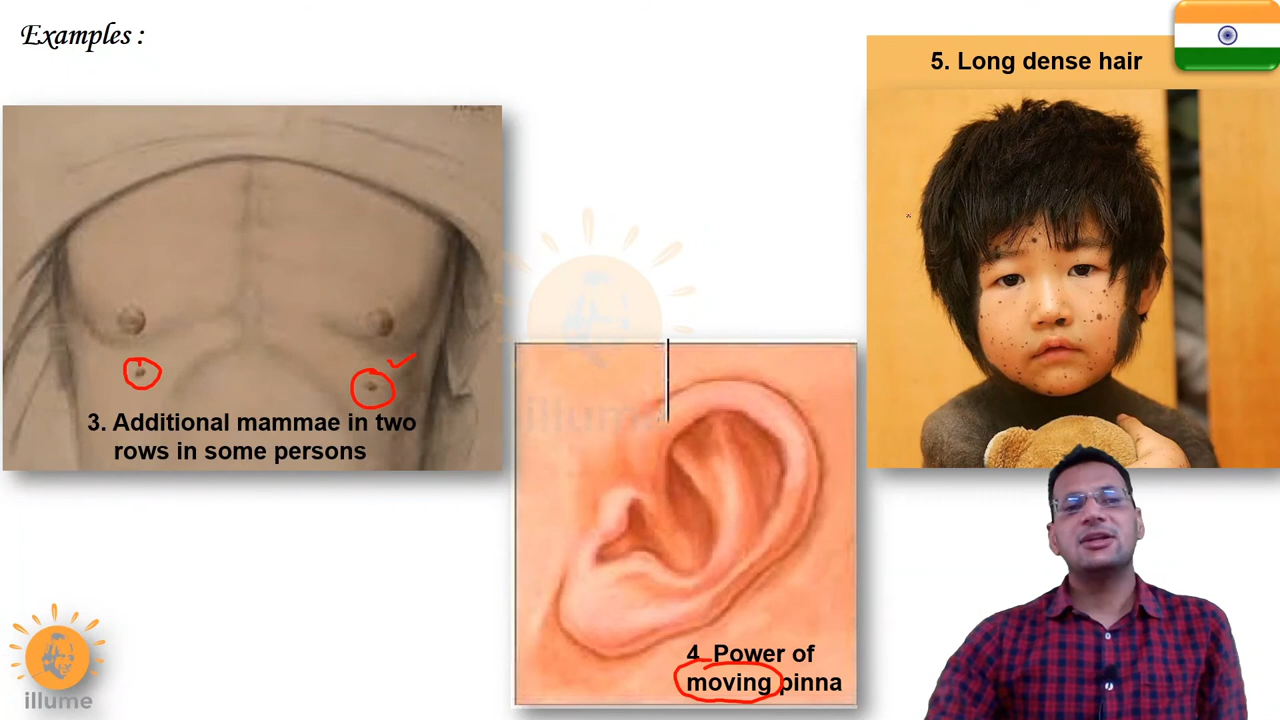 Examples :
5. Long dense hair
3. Additional mammae in two
rows in some persons
illume
4. Power of
moving pinna
illume